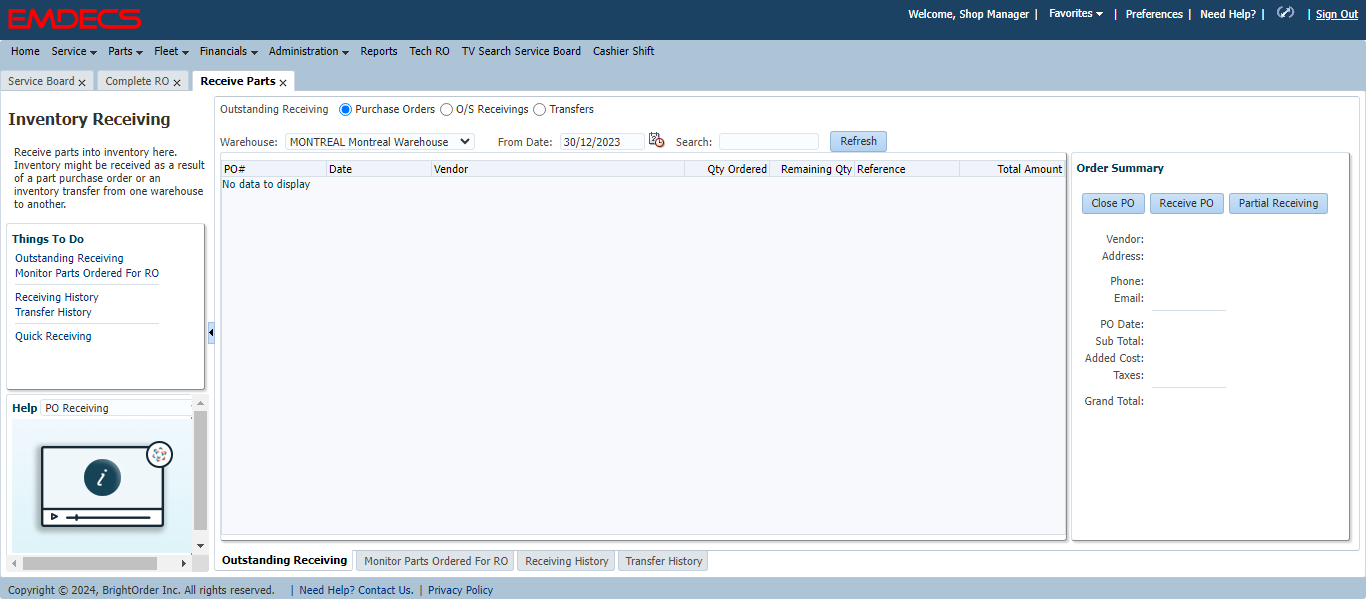 EMDECS
Welcome, Shop Manager | Favorites | Preferences | Need Help? | | Sign Out
Home Service Parts Fleet Financials Administration Reports Tech RO TV Search Service Board Cashier Shift
Service Board x Complete RO x Receive Parts x
Inventory Receiving
Receive parts into inventory here.
Inventory might be received as a result
of a part purchase order or an
inventory transfer from one warehouse
to another.
Things To Do
Outstanding Receiving
Monitor Parts Ordered For RO
Receiving History
Transfer History
Quick Receiving
Help PO Receiving
i
Outstanding Receiving Purchase Orders O/S Receivings Transfers
Warehouse: MONTREAL Montreal Warehouse From Date: 30/12/2023 Search: Refresh
PO# Date Vendor Qty Ordered Remaining Qty Reference Total Amount
No data to display
Order Summary
Close PO Receive PO Partial Receiving
Vendor:
Address:
Phone:
Email:
PO Date:
Sub Total:
Added Cost:
Taxes:
Grand Total:
Outstanding Receiving Monitor Parts Ordered For RO Receiving History Transfer History
Copyright © 2024, BrightOrder Inc. All rights reserved. | Need Help? Contact Us. | Privacy Policy